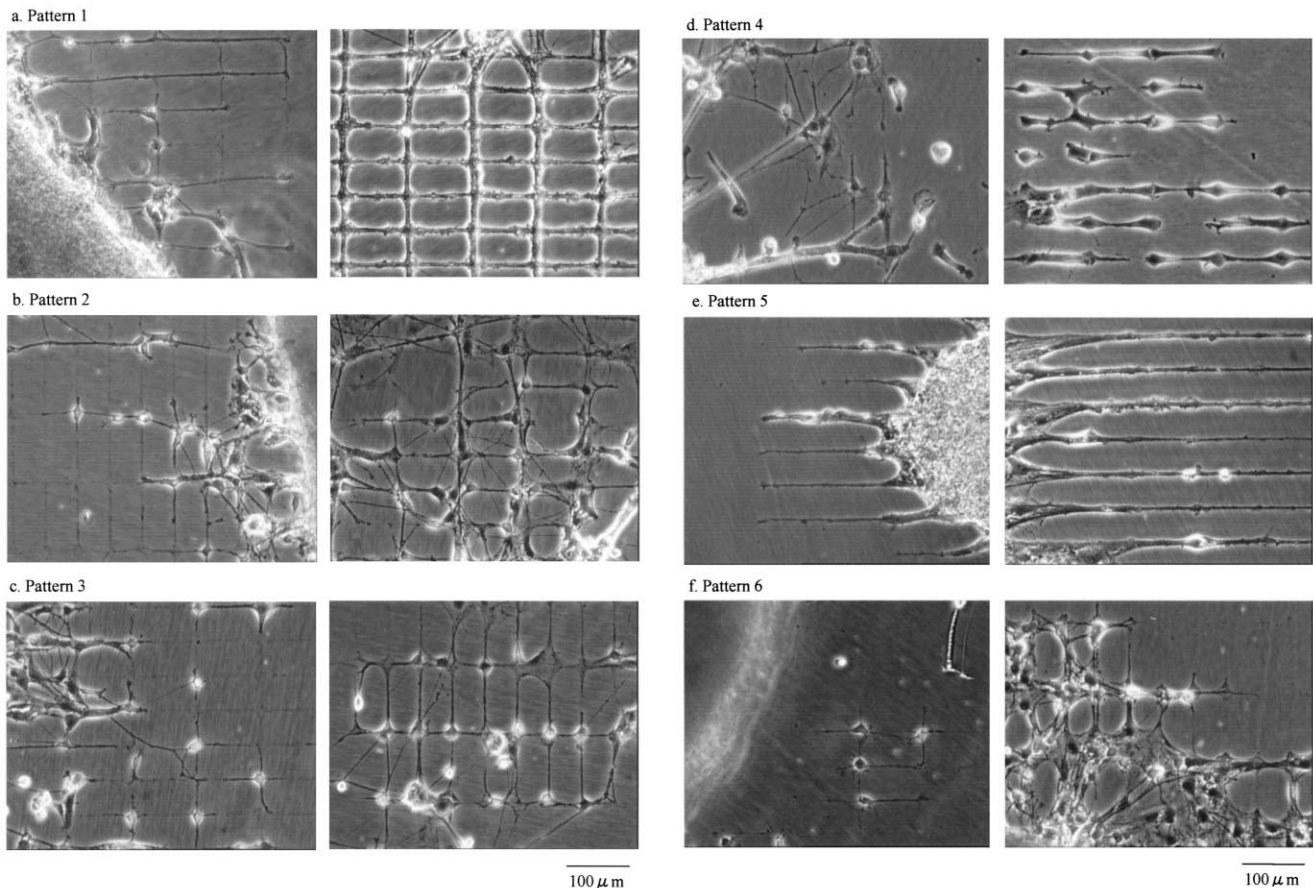 a. Pattern 1
b. Pattern 2
c. Pattern 3
100 μm
d. Pattern 4
e. Pattern 5
f. Pattern 6
100 μm